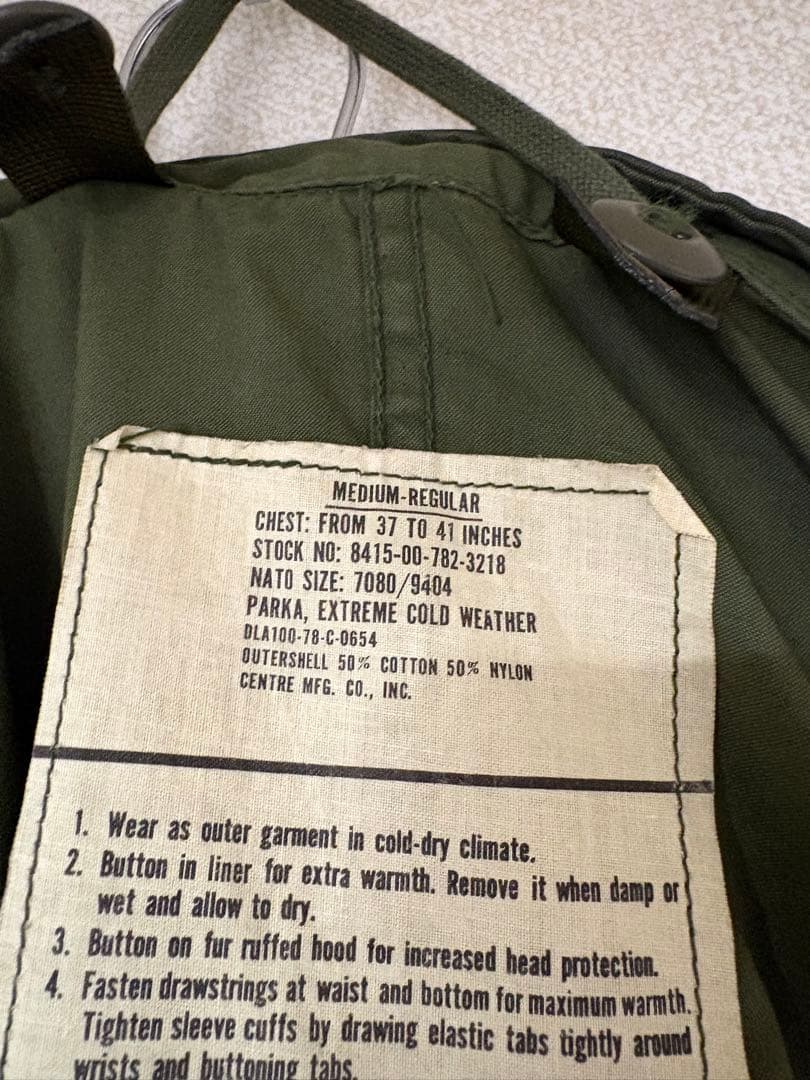 MEDIUM-REGULAR
CHEST: FROM 37 TO 41 INCHES
STOCK NO: 8415-00-782-3218
NATO SIZE: 7080/9404
PARKA, EXTREME COLD WEATHER
DLA100-78-C-0654
OUTERSHELL 50% COTTON 50% NYLON
CENTRE MFG. CO., INC.
1. Wear as outer garment in cold-dry climate.
2. Button in liner for extra warmth. Remove it when damp or
wet and allow to dry.
3. Button on fur ruffed hood for increased head protection.
4. Fasten drawstrings at waist and bottom for maximum warmth.
Tighten sleeve cuffs by drawing elastic tabs tightly around
wrists and buttoning tabs.